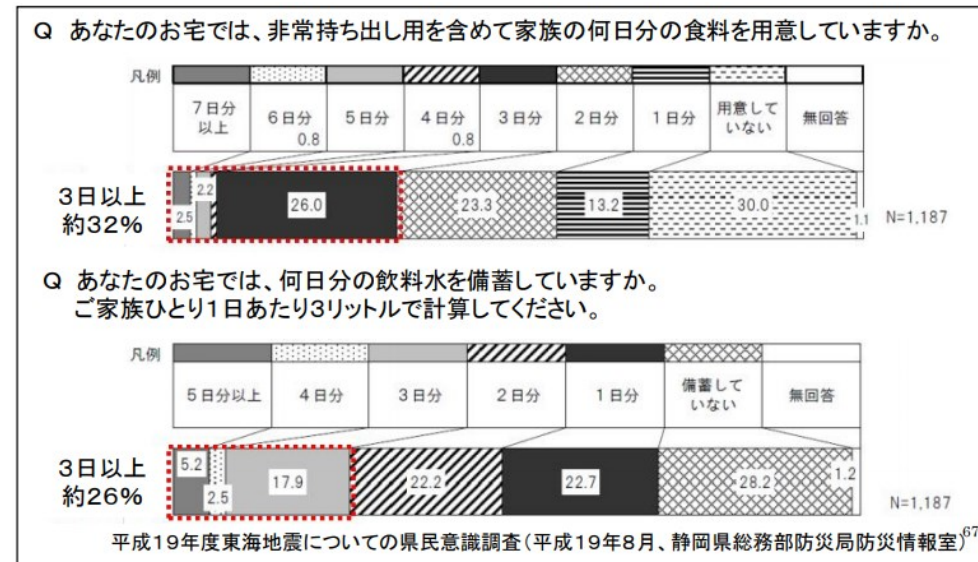 Q あなたのお宅では、非常持ち出し用を含めて家族の何日分の食料を用意していますか。
凡例
7日分以上 6日分 0.8 5日分 4日分 0.8 3日分 2日分 1日分 用意していない 無回答
3日以上
約32%
2.5 2.2 26.0 23.3 13.2 30.0 1.1
N=1,187
Q あなたのお宅では、何日分の飲料水を備蓄していますか。
ご家族ひとり1日あたり3リットルで計算してください。
凡例
5日分以上 4日分 3日分 2日分 1日分 備蓄していない 無回答
3日以上
約26%
5.2 2.5 17.9 22.2 22.7 28.2 1.2
N=1,187
平成19年度東海地震についての県民意識調査(平成19年8月、静岡県総務部防災局防災情報室)
67